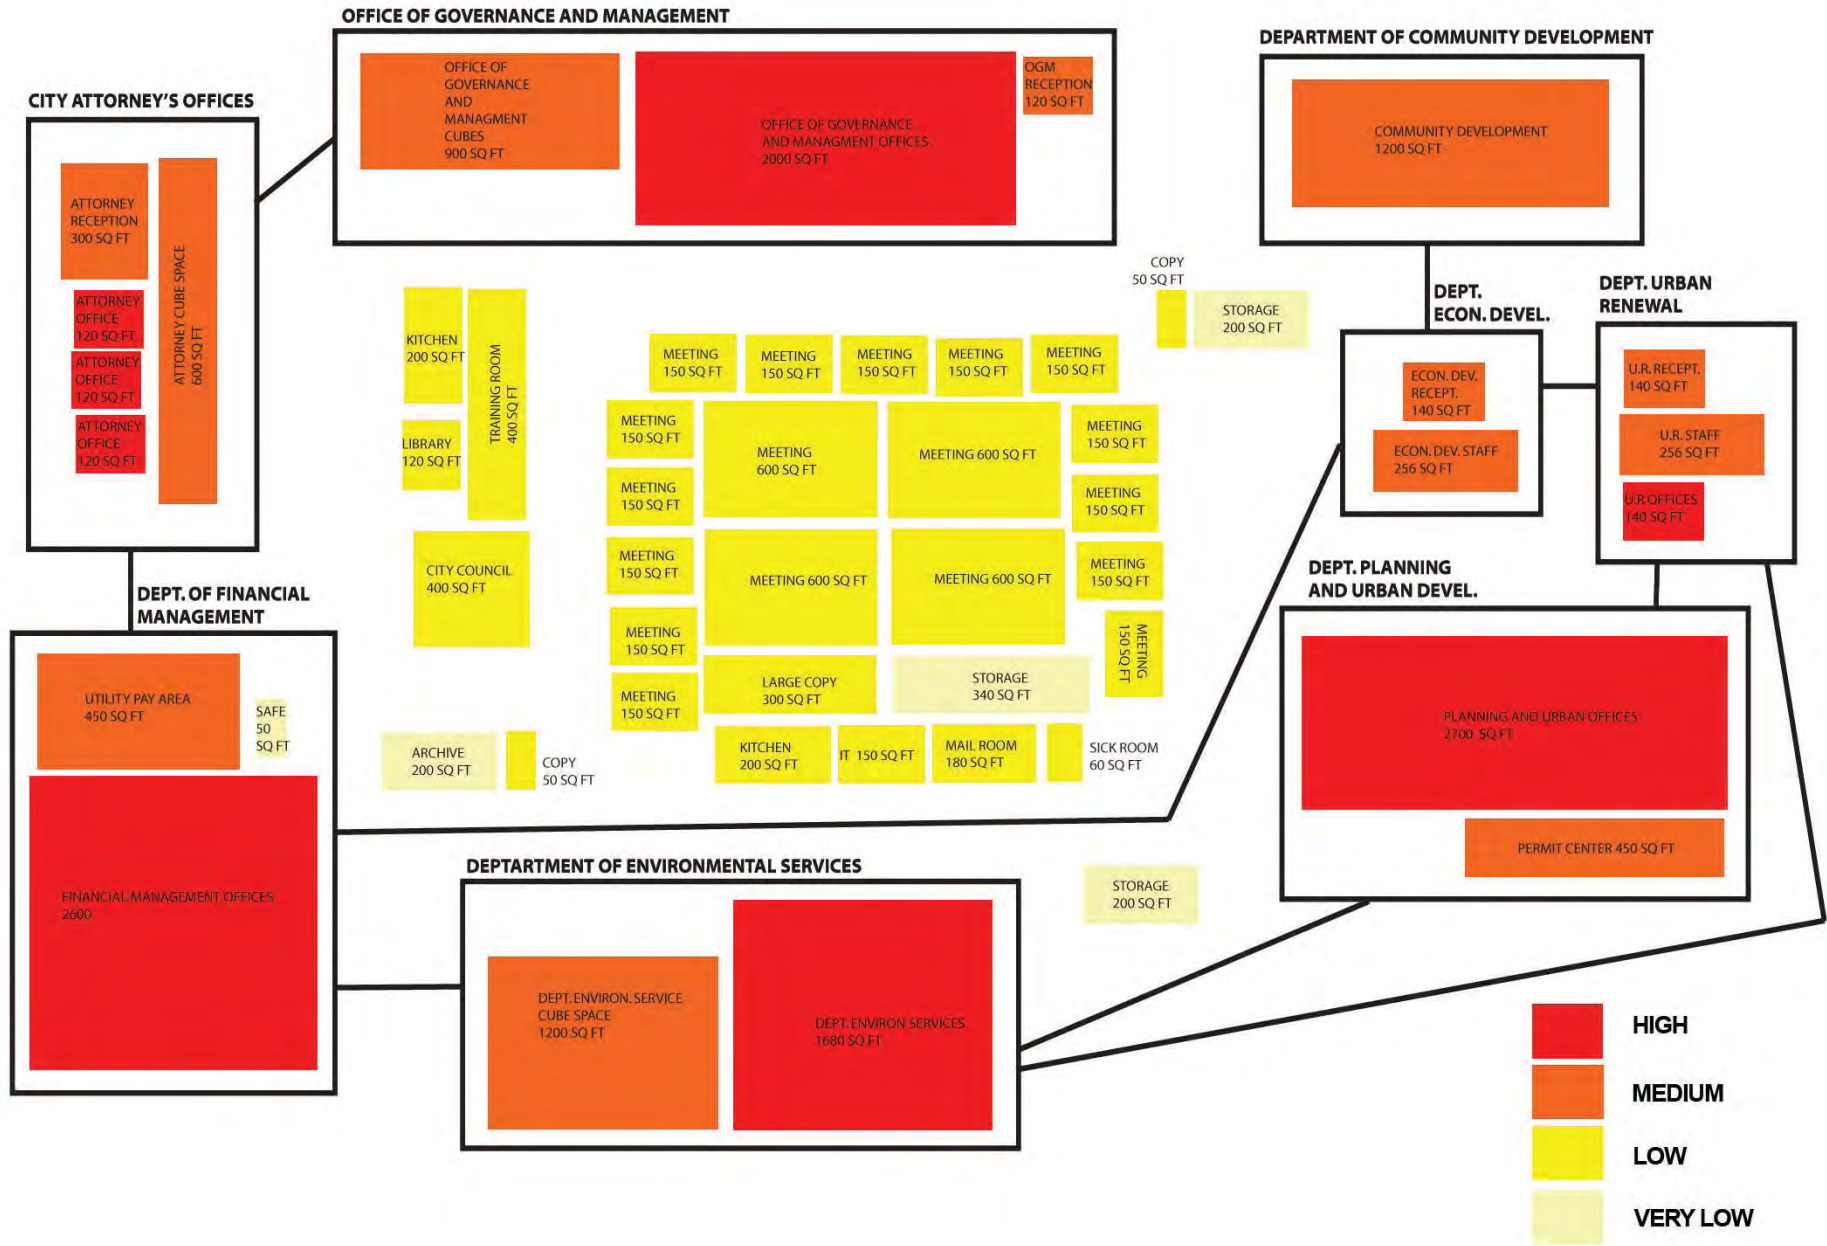 OFFICE OF GOVERNANCE AND MANAGEMENT
OFFICE OF
GOVERNANCE
AND
MANAGMENT
CUBES
900 SQ FT
OFFICE OF GOVERNANCE
AND MANAGMENT OFFICES
2000 SQ FT
OGM
RECEPTION
120 SQ FT
DEPARTMENT OF COMMUNITY DEVELOPMENT
COMMUNITY DEVELOPMENT
1200 SQ FT
CITY ATTORNEY'S OFFICES
ATTORNEY
RECEPTION
300 SQ FT
ATTORNEY
OFFICE
120 SQ FT
ATTORNEY
OFFICE
120 SQ FT
ATTORNEY
OFFICE
120 SQ FT
ATTORNEY CUBE SPACE
600 SQ FT
KITCHEN
200 SQ FT
TRAINING ROOM
400 SQ FT
LIBRARY
120 SQ FT
CITY COUNCIL
400 SQ FT
COPY
50 SQ FT
STORAGE
200 SQ FT
MEETING
150 SQ FT
MEETING
150 SQ FT
MEETING
150 SQ FT
MEETING
150 SQ FT
MEETING
150 SQ FT
MEETING
150 SQ FT
MEETING
600 SQ FT
MEETING 600 SQ FT
MEETING
150 SQ FT
MEETING
150 SQ FT
MEETING
150 SQ FT
MEETING
150 SQ FT
MEETING 600 SQ FT
MEETING 600 SQ FT
MEETING
150 SQ FT
MEETING
150 SQ FT
MEETING
150 SQ FT
MEETING
150 SQ FT
LARGE COPY
300 SQ FT
STORAGE
340 SQ FT
ARCHIVE
200 SQ FT
COPY
50 SQ FT
KITCHEN
200 SQ FT
IT 150 SQ FT
MAIL ROOM
180 SQ FT
SICK ROOM
60 SQ FT
DEPT.
ECON. DEVEL.
ECON. DEV.
RECEPT.
140 SQ FT
ECON. DEV. STAFF
256 SQ FT
DEPT. URBAN
RENEWAL
U.R. RECEPT.
140 SQ FT
U.R. STAFF
256 SQ FT
U.R OFFICES
140 SQ FT
DEPT. PLANNING
AND URBAN DEVEL.
PLANNING AND URBAN OFFICES
2700 SQ FT
PERMIT CENTER 450 SQ FT
DEPT. OF FINANCIAL
MANAGEMENT
UTILITY PAY AREA
450 SQ FT
SAFE
50
SQ FT
FINANCIAL MANAGEMENT OFFICES
2600
DEPTARTMENT OF ENVIRONMENTAL SERVICES
DEPT. ENVIRON. SERVICE
CUBE SPACE
1200 SQ FT
DEPT. ENVIRON SERVICES
1680 SQ FT
STORAGE
200 SQ FT
HIGH
MEDIUM
LOW
VERY LOW